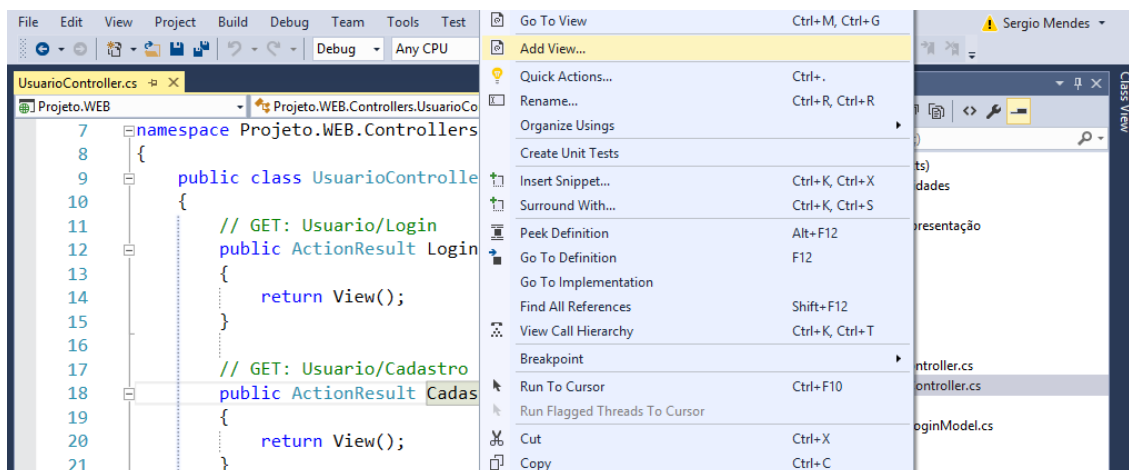 File Edit View Project Build Debug Team Tools Test
Sergio Mendes
Debug Any CPU
UsuarioController.cs
Projeto.WEB Projeto.WEB.Controllers.UsuarioCo
7 namespace Projeto.WEB.Controllers
8 {
9 public class UsuarioControlle
10 {
11 // GET: Usuario/Login
12 public ActionResult Login
13 {
14 return View();
15 }
16
17 // GET: Usuario/Cadastro
18 public ActionResult Cadas
19 {
20 return View();
21 }
Go To View Ctrl+M, Ctrl+G
Add View...
Quick Actions... Ctrl+.
Rename... Ctrl+R, Ctrl+R
Organize Usings
Create Unit Tests
Insert Snippet... Ctrl+K, Ctrl+X
Surround With... Ctrl+K, Ctrl+S
Peek Definition Alt+F12
Go To Definition F12
Go To Implementation
Find All References Shift+F12
View Call Hierarchy Ctrl+K, Ctrl+T
Breakpoint
Run To Cursor Ctrl+F10
Run Flagged Threads To Cursor
Cut Ctrl+X
Copy Ctrl+C
ts)
dades
resentação
ntroller.cs
ontroller.cs
oginModel.cs
Class View